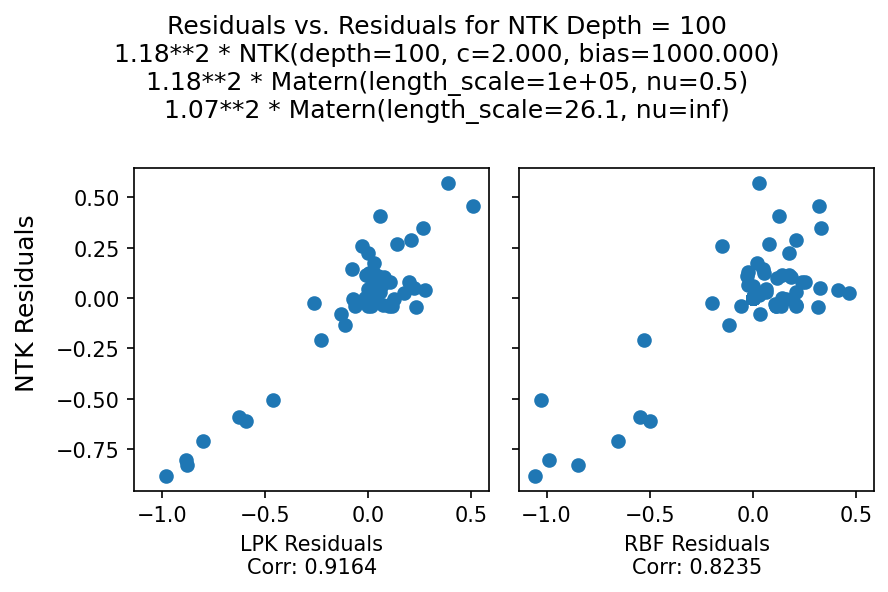 Residuals vs. Residuals for NTK Depth = 100
1.18**2 * NTK(depth=100, c=2.000, bias=1000.000)
1.18**2 * Matern(length_scale=1e+05, nu=0.5)
1.07**2 * Matern(length_scale=26.1, nu=inf)
NTK Residuals
0.50
0.25
0.00
−0.25
−0.50
−0.75
−1.0
−0.5
0.0
0.5
LPK Residuals
Corr: 0.9164
−1.0
−0.5
0.0
0.5
RBF Residuals
Corr: 0.8235